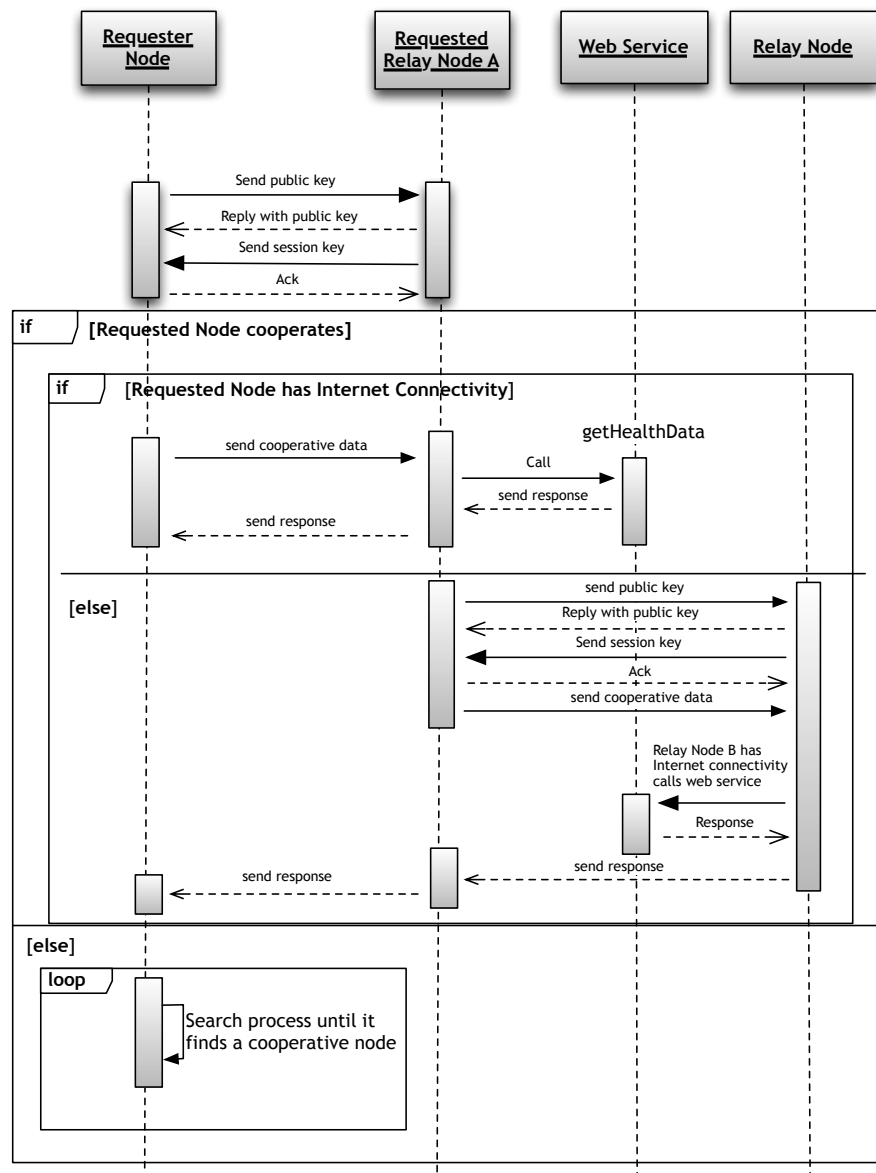 Requester
Node
Requested
Relay Node A
Web Service
Relay Node
Send public key
Reply with public key
Send session key
Ack
if
[Requested Node cooperates]
if
[Requested Node has Internet Connectivity]
getHealthData
send cooperative data
Call
send response
send response
[else]
send public key
Reply with public key
Send session key
Ack
send cooperative data
Relay Node B has
Internet connectivity
calls web service
Response
send response
send response
[else]
loop
Search process until it
finds a cooperative node